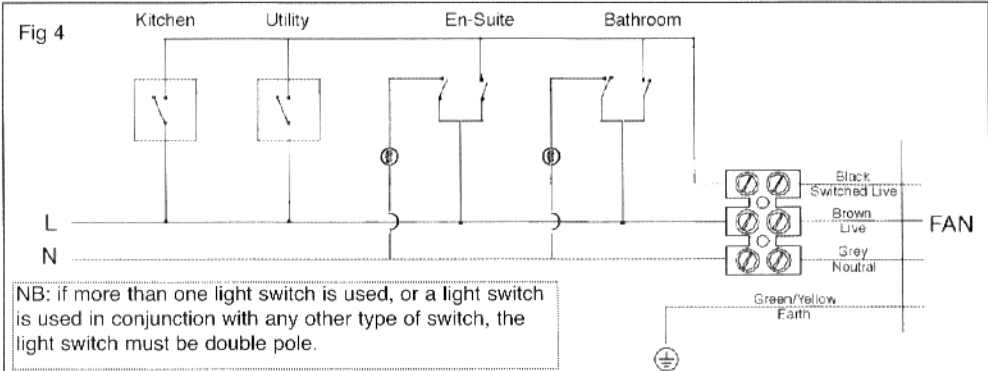 Fig 4
Kitchen
Utility
En-Suite
Bathroom
L
N
Black
Switched Live
Brown
Live
Grey
Neutral
FAN
Green/Yellow
Earth
NB: if more than one light switch is used, or a light switch
is used in conjunction with any other type of switch, the
light switch must be double pole.